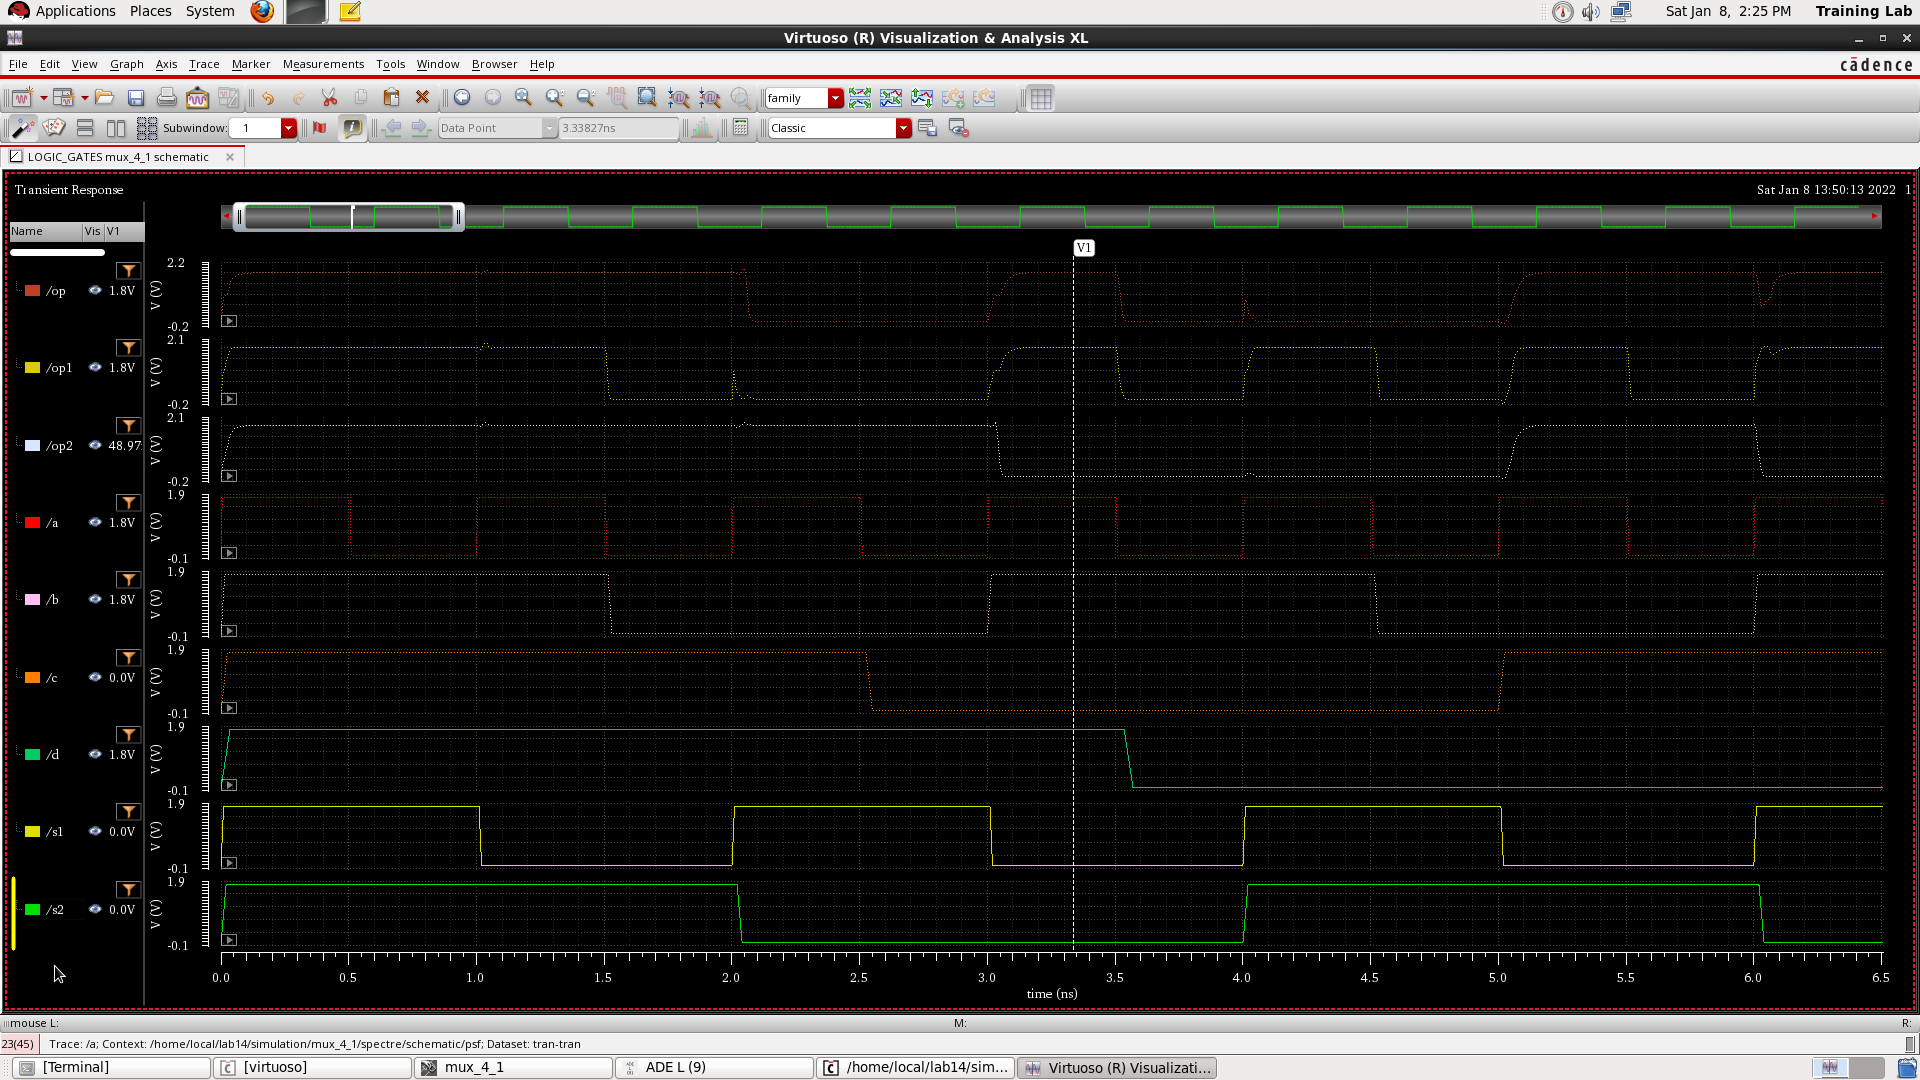 Applications Places System Sat Jan 8, 2:25 PM Training Lab
Virtuoso (R) Visualization & Analysis XL
File Edit View Graph Axis Trace Marker Measurements Tools Window Browser Help cādence
family
Subwindow: 1 Data Point 3.33827ns Classic
LOGIC_GATES mux_4_1 schematic
Transient Response Sat Jan 8 13:50:13 2022 1
Name Vis V1
V1
2.2
/op 1.8V V (V)
-0.2
2.1
/op1 1.8V V (V)
-0.2
2.1
/op2 48.97 V (V)
-0.2
1.9
/a 1.8V V (V)
-0.1
1.9
/b 1.8V V (V)
-0.1
1.9
/c 0.0V V (V)
-0.1
1.9
/d 1.8V V (V)
-0.1
1.9
/s1 0.0V V (V)
-0.1
1.9
/s2 0.0V V (V)
-0.1
0.0 0.5 1.0 1.5 2.0 2.5 3.0 3.5 4.0 4.5 5.0 5.5 6.0 6.5
time (ns)
mouse L: M: R:
23(45) Trace: /a; Context: /home/local/lab14/simulation/mux_4_1/spectre/schematic/psf; Dataset: tran-tran
[Terminal] [virtuoso] mux_4_1 ADE L (9) /home/local/lab14/sim... Virtuoso (R) Visualizati...